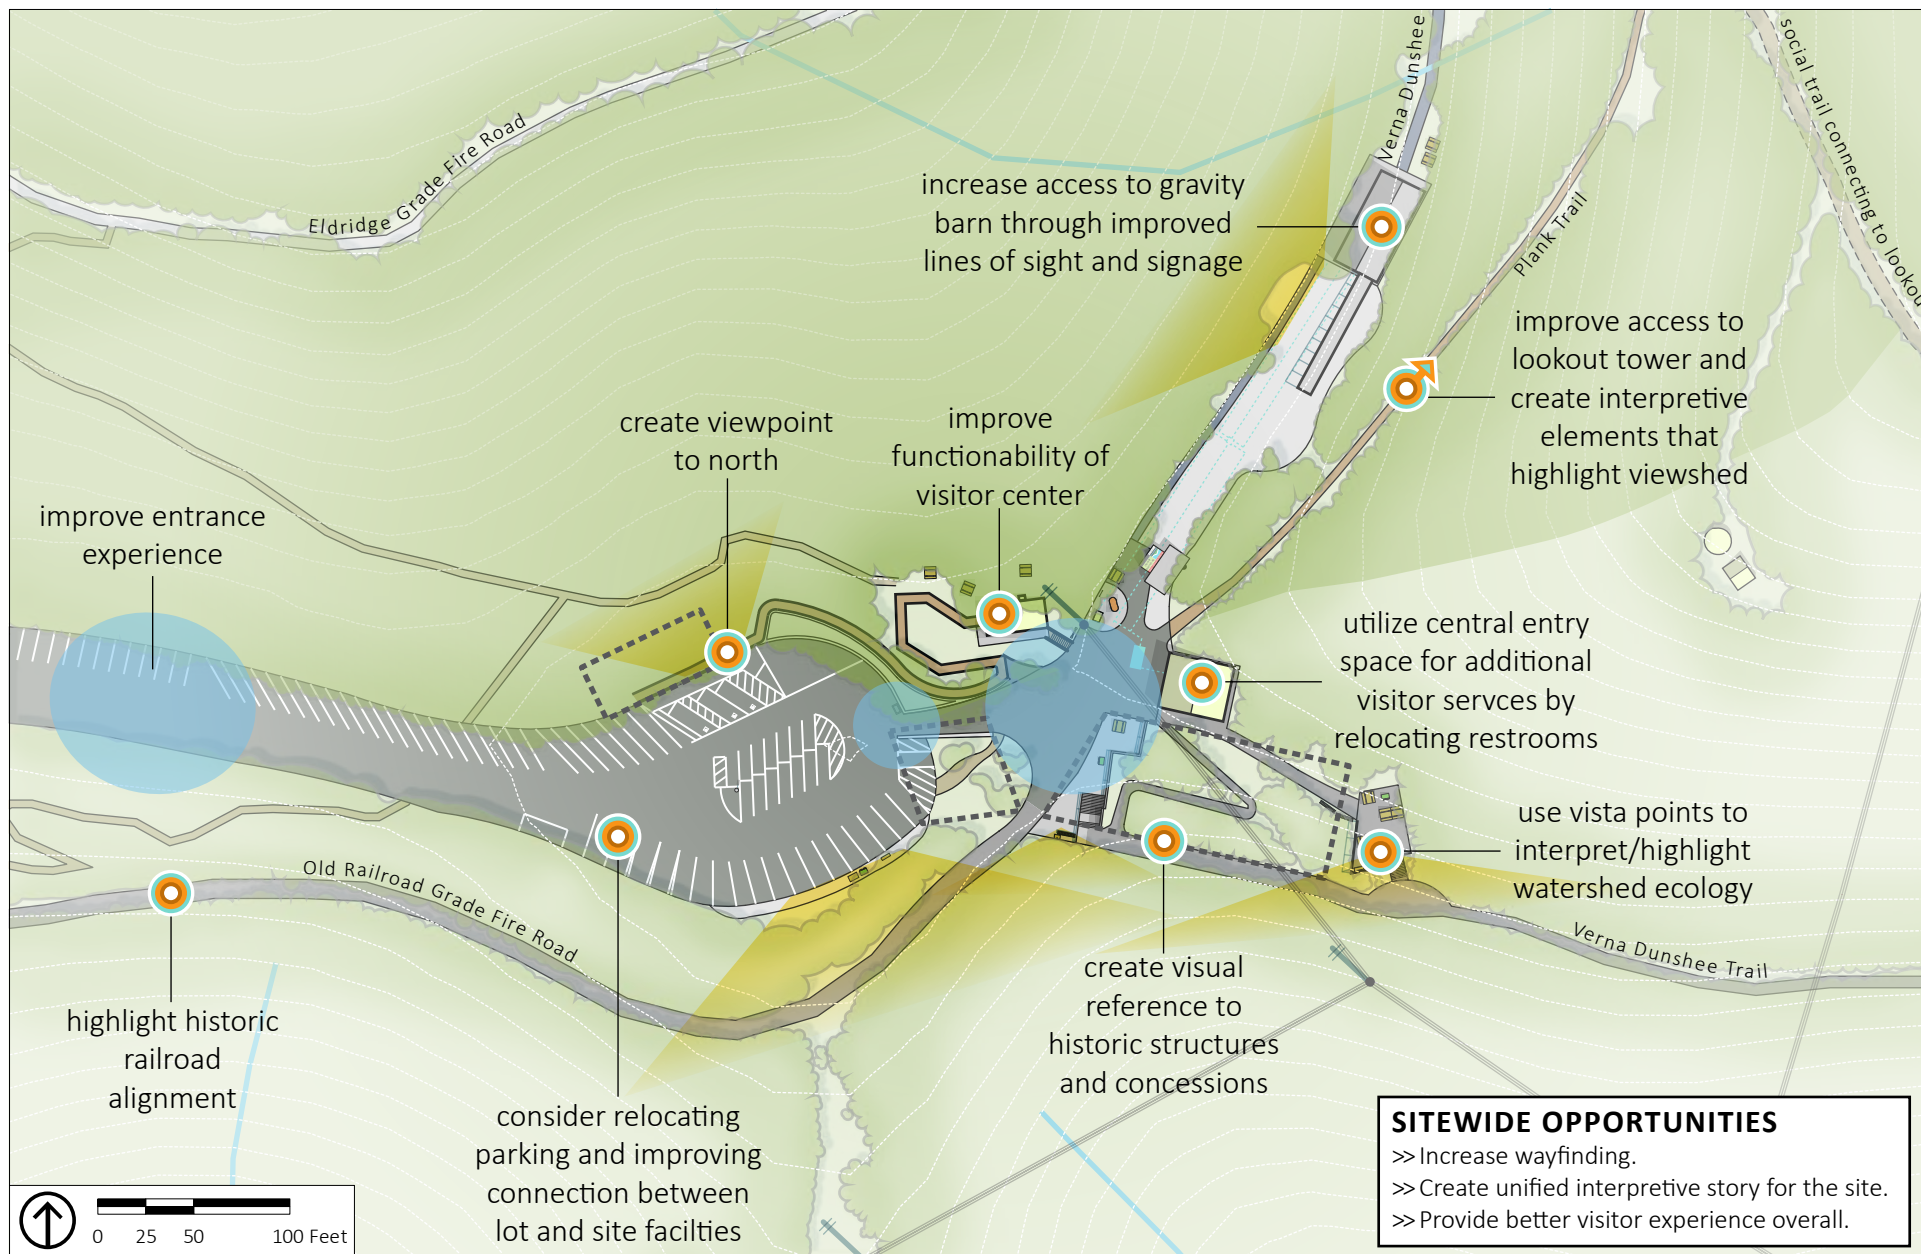 Verna Dunshee
social trail connecting to lookou
Eldridge Grade Fire Road
Plank Trail
increase access to gravity
barn through improved
lines of sight and signage
improve access to
lookout tower and
create interpretive
elements that
highlight viewshed
create viewpoint
to north
improve
functionability of
visitor center
improve entrance
experience
utilize central entry
space for additional
visitor servces by
relocating restrooms
use vista points to
interpret/highlight
watershed ecology
Old Railroad Grade Fire Road
Verna Dunshee Trail
create visual
reference to
historic structures
and concessions
highlight historic
railroad
alignment
consider relocating
parking and improving
connection between
lot and site facilties
SITEWIDE OPPORTUNITIES
>> Increase wayfinding.
>> Create unified interpretive story for the site.
>> Provide better visitor experience overall.
0 25 50 100 Feet